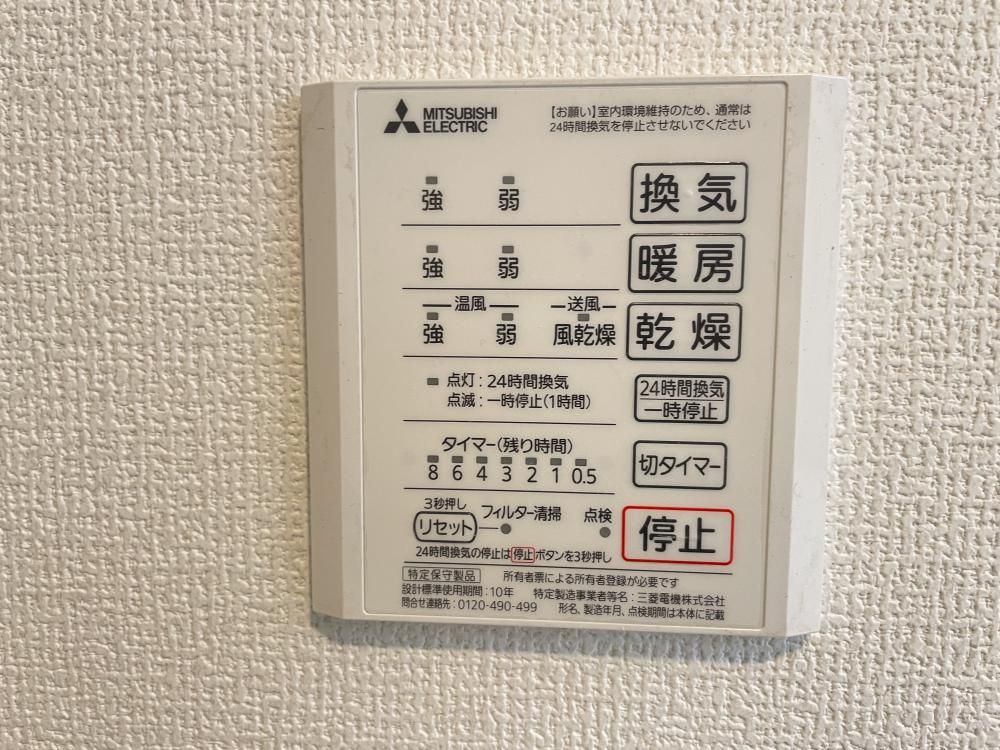 MITSUBISHI
ELECTRIC
【お願い】室内環境維持のため、通常は
24時間換気を停止させないでください
強 弱 換気
強 弱 暖房
温風 送風
強 弱 風乾燥 乾燥
点灯：24時間換気
点滅：一時停止(1時間)
24時間換気
一時停止
タイマー(残り時間)
8 6 4 3 2 1 0.5
切タイマー
3秒押し
リセット フィルター清掃 点検
停止
24時間換気の停止は停止ボタンを3秒押し
特定保守製品 所有者票による所有者登録が必要です
設計標準使用期間：10年 特定製造事業者等名：三菱電機株式会社
問合せ連絡先：0120-490-499 形名、製造年月、点検期間は本体に記載